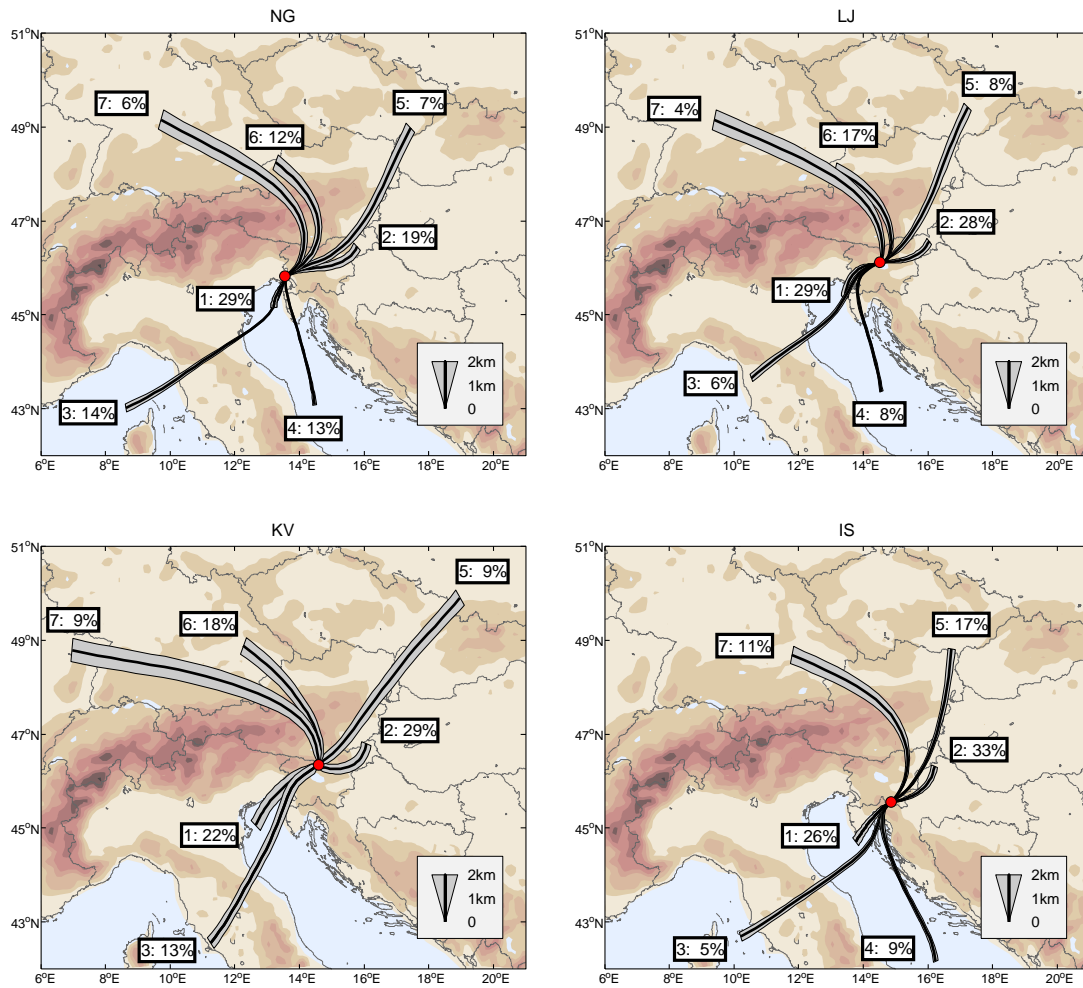 NG
51°N
49°N
47°N
45°N
43°N
7: 6%
5: 7%
6: 12%
2: 19%
1: 29%
3: 14%
4: 13%
2km
1km
0
6°E
8°E
10°E
12°E
14°E
16°E
18°E
20°E
LJ
51°N
49°N
47°N
45°N
43°N
5: 8%
7: 4%
6: 17%
2: 28%
1: 29%
3: 6%
4: 8%
2km
1km
0
6°E
8°E
10°E
12°E
14°E
16°E
18°E
20°E
KV
51°N
49°N
47°N
45°N
43°N
5: 9%
7: 9%
6: 18%
2: 29%
1: 22%
3: 13%
2km
1km
0
6°E
8°E
10°E
12°E
14°E
16°E
18°E
20°E
IS
51°N
49°N
47°N
45°N
43°N
5: 17%
7: 11%
2: 33%
1: 26%
3: 5%
4: 9%
2km
1km
0
6°E
8°E
10°E
12°E
14°E
16°E
18°E
20°E